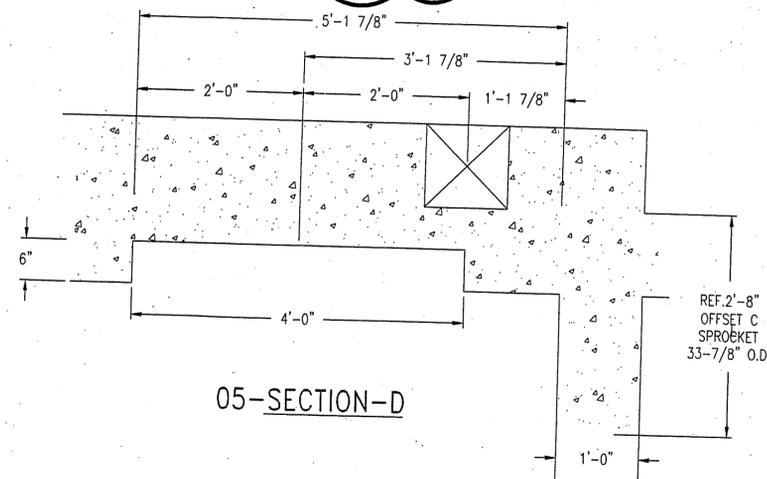 5'-1 7/8"
3'-1 7/8"
2'-0"
2'-0"
1'-1 7/8"
6"
4'-0"
REF.2'-8"
OFFSET C
SPROCKET
33-7/8" O.D
1'-0"
05-SECTION-D